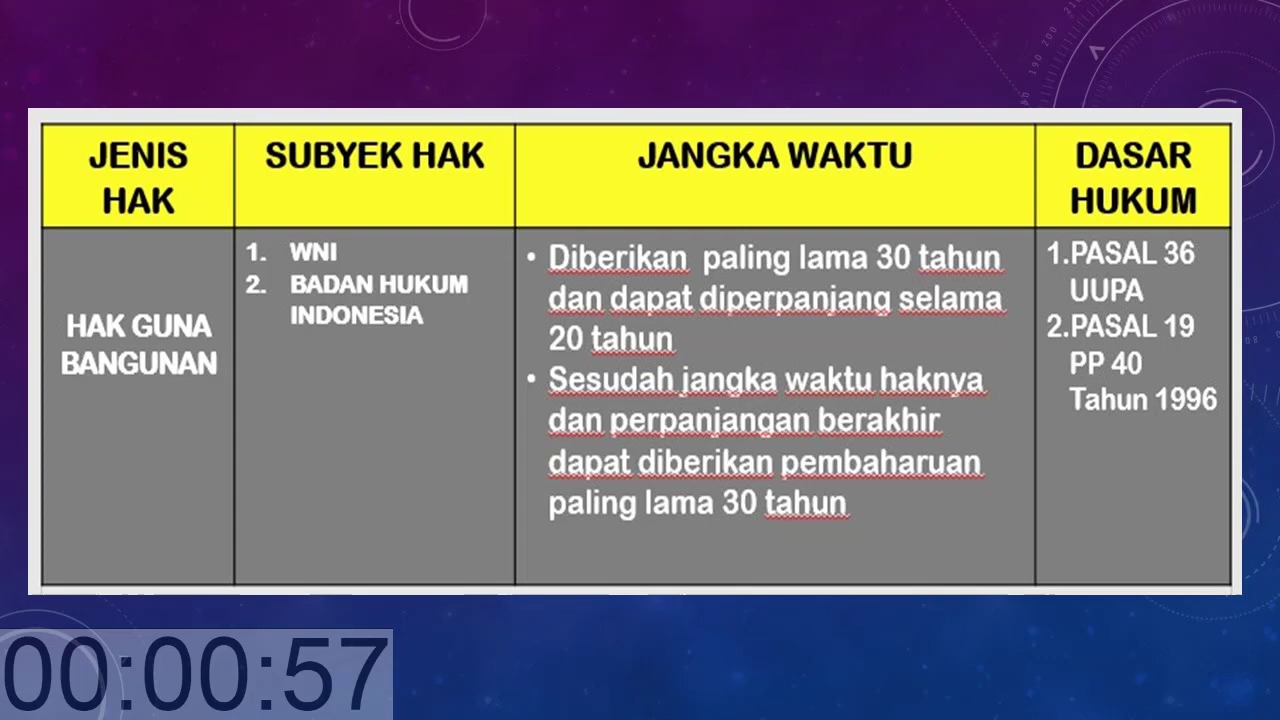 JENIS
HAK
SUBYEK HAK
JANGKA WAKTU
DASAR
HUKUM
HAK GUNA
BANGUNAN
1. WNI
2. BADAN HUKUM
INDONESIA
• Diberikan paling lama 30 tahun
dan dapat diperpanjang selama
20 tahun
• Sesudah jangka waktu haknya
dan perpanjangan berakhir
dapat diberikan pembaharuan
paling lama 30 tahun
1.PASAL 36
UUPA
2.PASAL 19
PP 40
Tahun 1996
00:00:57